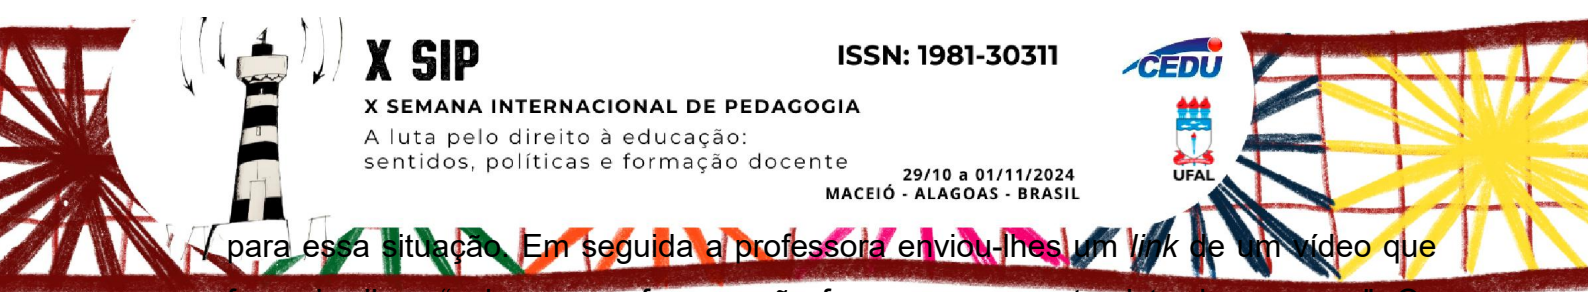 X SIP
ISSN: 1981-30311
CEDU
X SEMANA INTERNACIONAL DE PEDAGOGIA
A luta pelo direito à educação:
sentidos, políticas e formação docente
29/10 a 01/11/2024
MACEIÓ - ALAGOAS - BRASIL
UFAL
para essa situação. Em seguida a professora enviou-lhes um link de um vídeo que